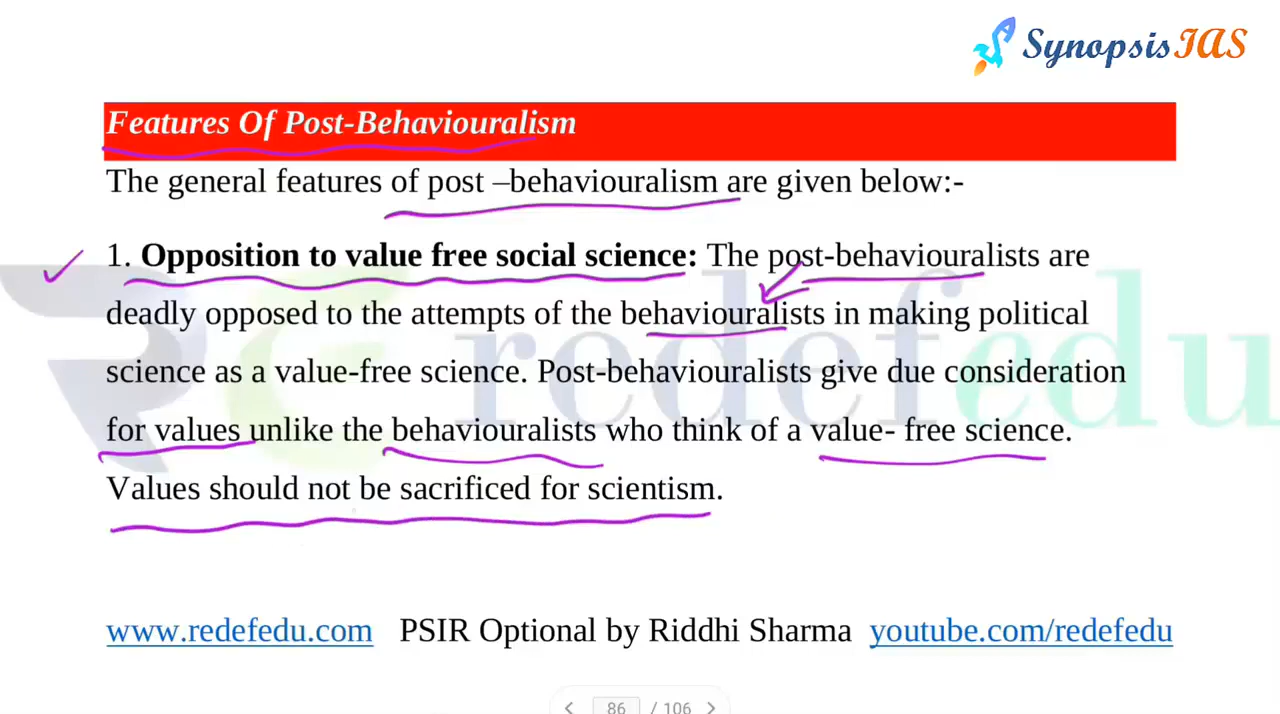 SynopsisIAS
Features Of Post-Behaviouralism
The general features of post –behaviouralism are given below:-
1. Opposition to value free social science: The post-behaviouralists are
deadly opposed to the attempts of the behaviouralists in making political
science as a value-free science. Post-behaviouralists give due consideration
for values unlike the behaviouralists who think of a value- free science.
Values should not be sacrificed for scientism.
redefedu
www.redefedu.com PSIR Optional by Riddhi Sharma youtube.com/redefedu
86 / 106